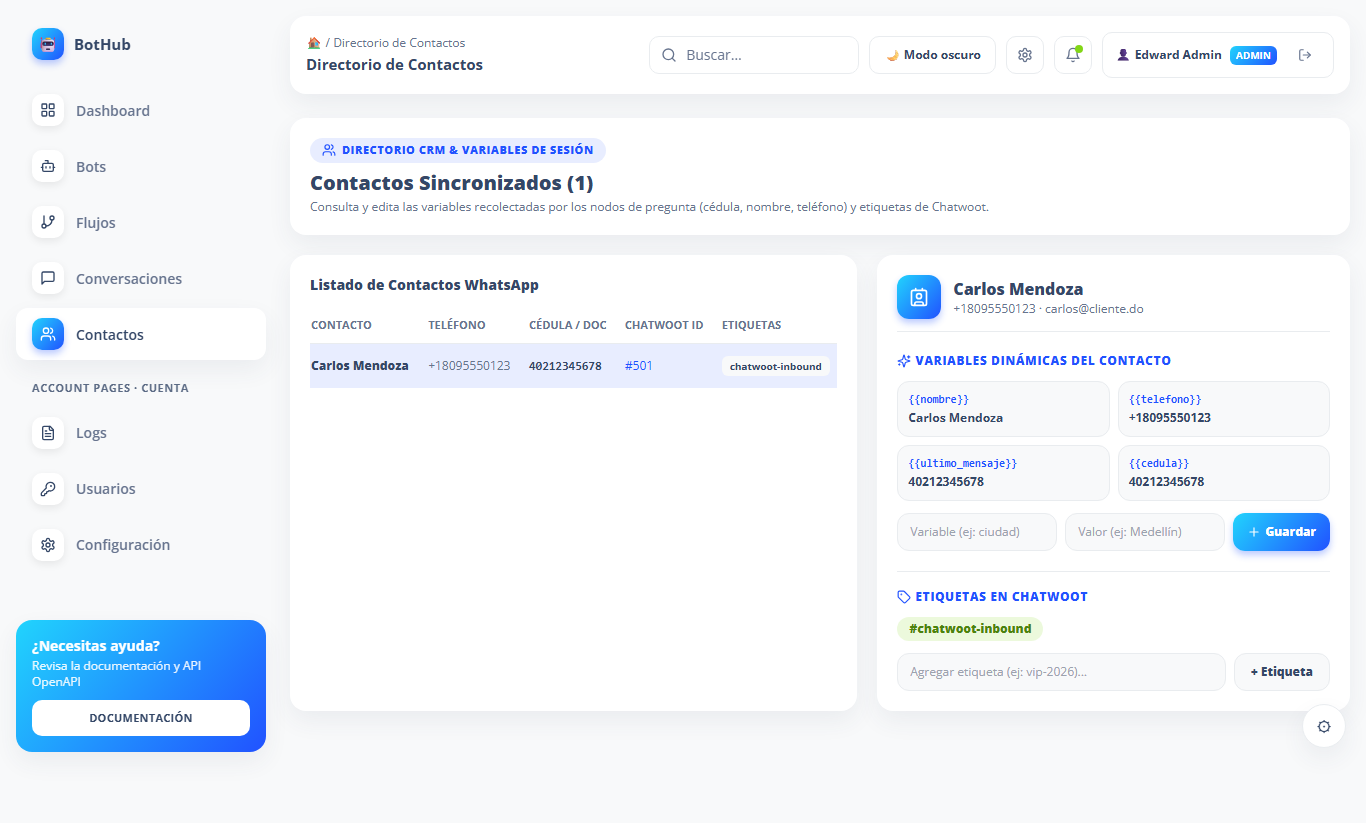 BotHub
Dashboard
Bots
Flujos
Conversaciones
Contactos
ACCOUNT PAGES · CUENTA
Logs
Usuarios
Configuración
¿Necesitas ayuda?
Revisa la documentación y API
OpenAPI
DOCUMENTACIÓN
/ Directorio de Contactos
Directorio de Contactos
Buscar...
Modo oscuro
Edward Admin ADMIN
DIRECTORIO CRM & VARIABLES DE SESIÓN
Contactos Sincronizados (1)
Consulta y edita las variables recolectadas por los nodos de pregunta (cédula, nombre, teléfono) y etiquetas de Chatwoot.
Listado de Contactos WhatsApp
CONTACTO TELÉFONO CÉDULA / DOC CHATWOOT ID ETIQUETAS
Carlos Mendoza +18095550123 40212345678 #501 chatwoot-inbound
Carlos Mendoza
+18095550123 · carlos@cliente.do
VARIABLES DINÁMICAS DEL CONTACTO
{{nombre}}
Carlos Mendoza
{{telefono}}
+18095550123
{{ultimo_mensaje}}
40212345678
{{cedula}}
40212345678
Variable (ej: ciudad) Valor (ej: Medellín) + Guardar
ETIQUETAS EN CHATWOOT
#chatwoot-inbound
Agregar etiqueta (ej: vip-2026)... + Etiqueta